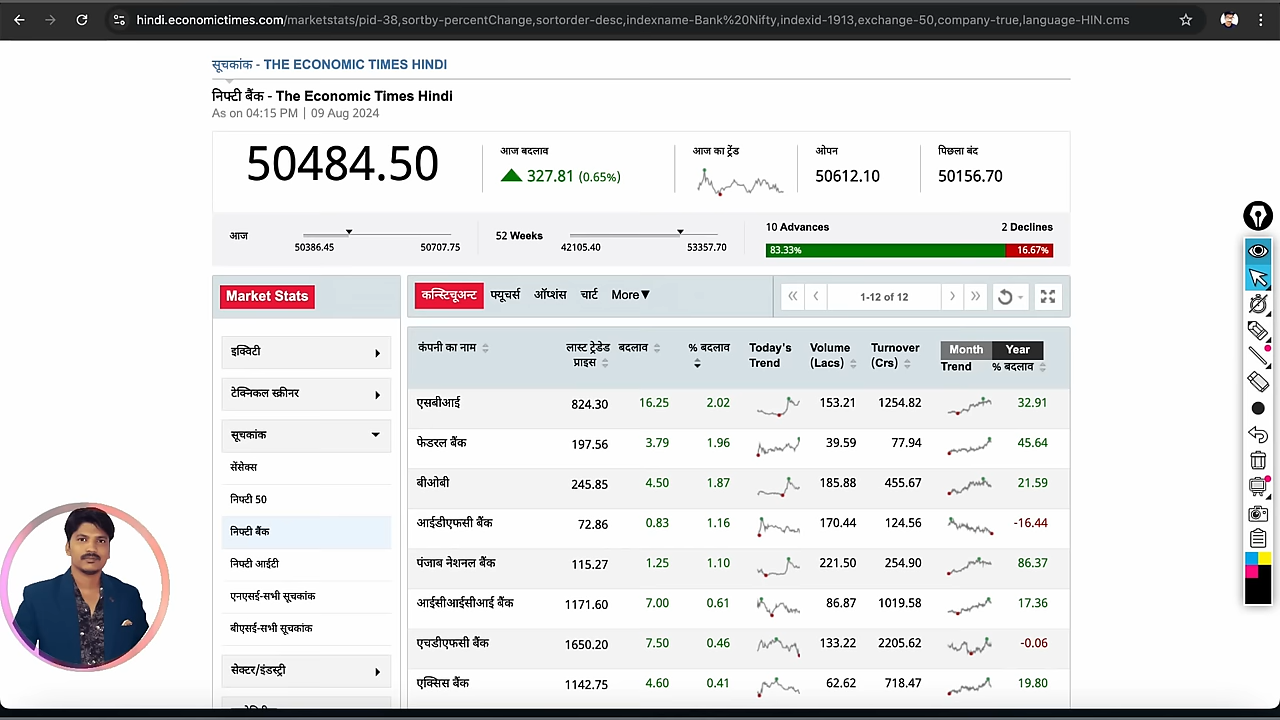 hindi.economictimes.com/marketstats/pid-38,sortby-percentChange,sortorder-desc,indexname-Bank%20Nifty,indexid-1913,exchange-50,company-true,language-HIN.cms
सूचकांक - THE ECONOMIC TIMES HINDI
निफ्टी बैंक - The Economic Times Hindi
As on 04:15 PM | 09 Aug 2024
50484.50
आज बदलाव
327.81 (0.65%)
आज का ट्रेंड
ओपन
50612.10
पिछला बंद
50156.70
आज
50386.45 50707.75
52 Weeks
42105.40 53357.70
10 Advances 2 Declines
83.33% 16.67%
Market Stats
इक्विटी
टेक्निकल स्क्रीनर
सूचकांक
सेंसेक्स
निफ्टी 50
निफ्टी बैंक
निफ्टी आईटी
एनएसई-सभी सूचकांक
बीएसई-सभी सूचकांक
सेक्टर/इंडस्ट्री
कन्स्टिचूअन्ट फ्यूचर्स ऑप्शंस चार्ट More▼
1-12 of 12
कंपनी का नाम लास्ट ट्रेडेड बदलाव % बदलाव Today's Volume Turnover Month Year
प्राइस Trend (Lacs) (Crs) Trend % बदलाव
एसबीआई 824.30 16.25 2.02 153.21 1254.82 32.91
फेडरल बैंक 197.56 3.79 1.96 39.59 77.94 45.64
बीओबी 245.85 4.50 1.87 185.88 455.67 21.59
आईडीएफसी बैंक 72.86 0.83 1.16 170.44 124.56 -16.44
पंजाब नेशनल बैंक 115.27 1.25 1.10 221.50 254.90 86.37
आईसीआईसीआई बैंक 1171.60 7.00 0.61 86.87 1019.58 17.36
एचडीएफसी बैंक 1650.20 7.50 0.46 133.22 2205.62 -0.06
एक्सिस बैंक 1142.75 4.60 0.41 62.62 718.47 19.80